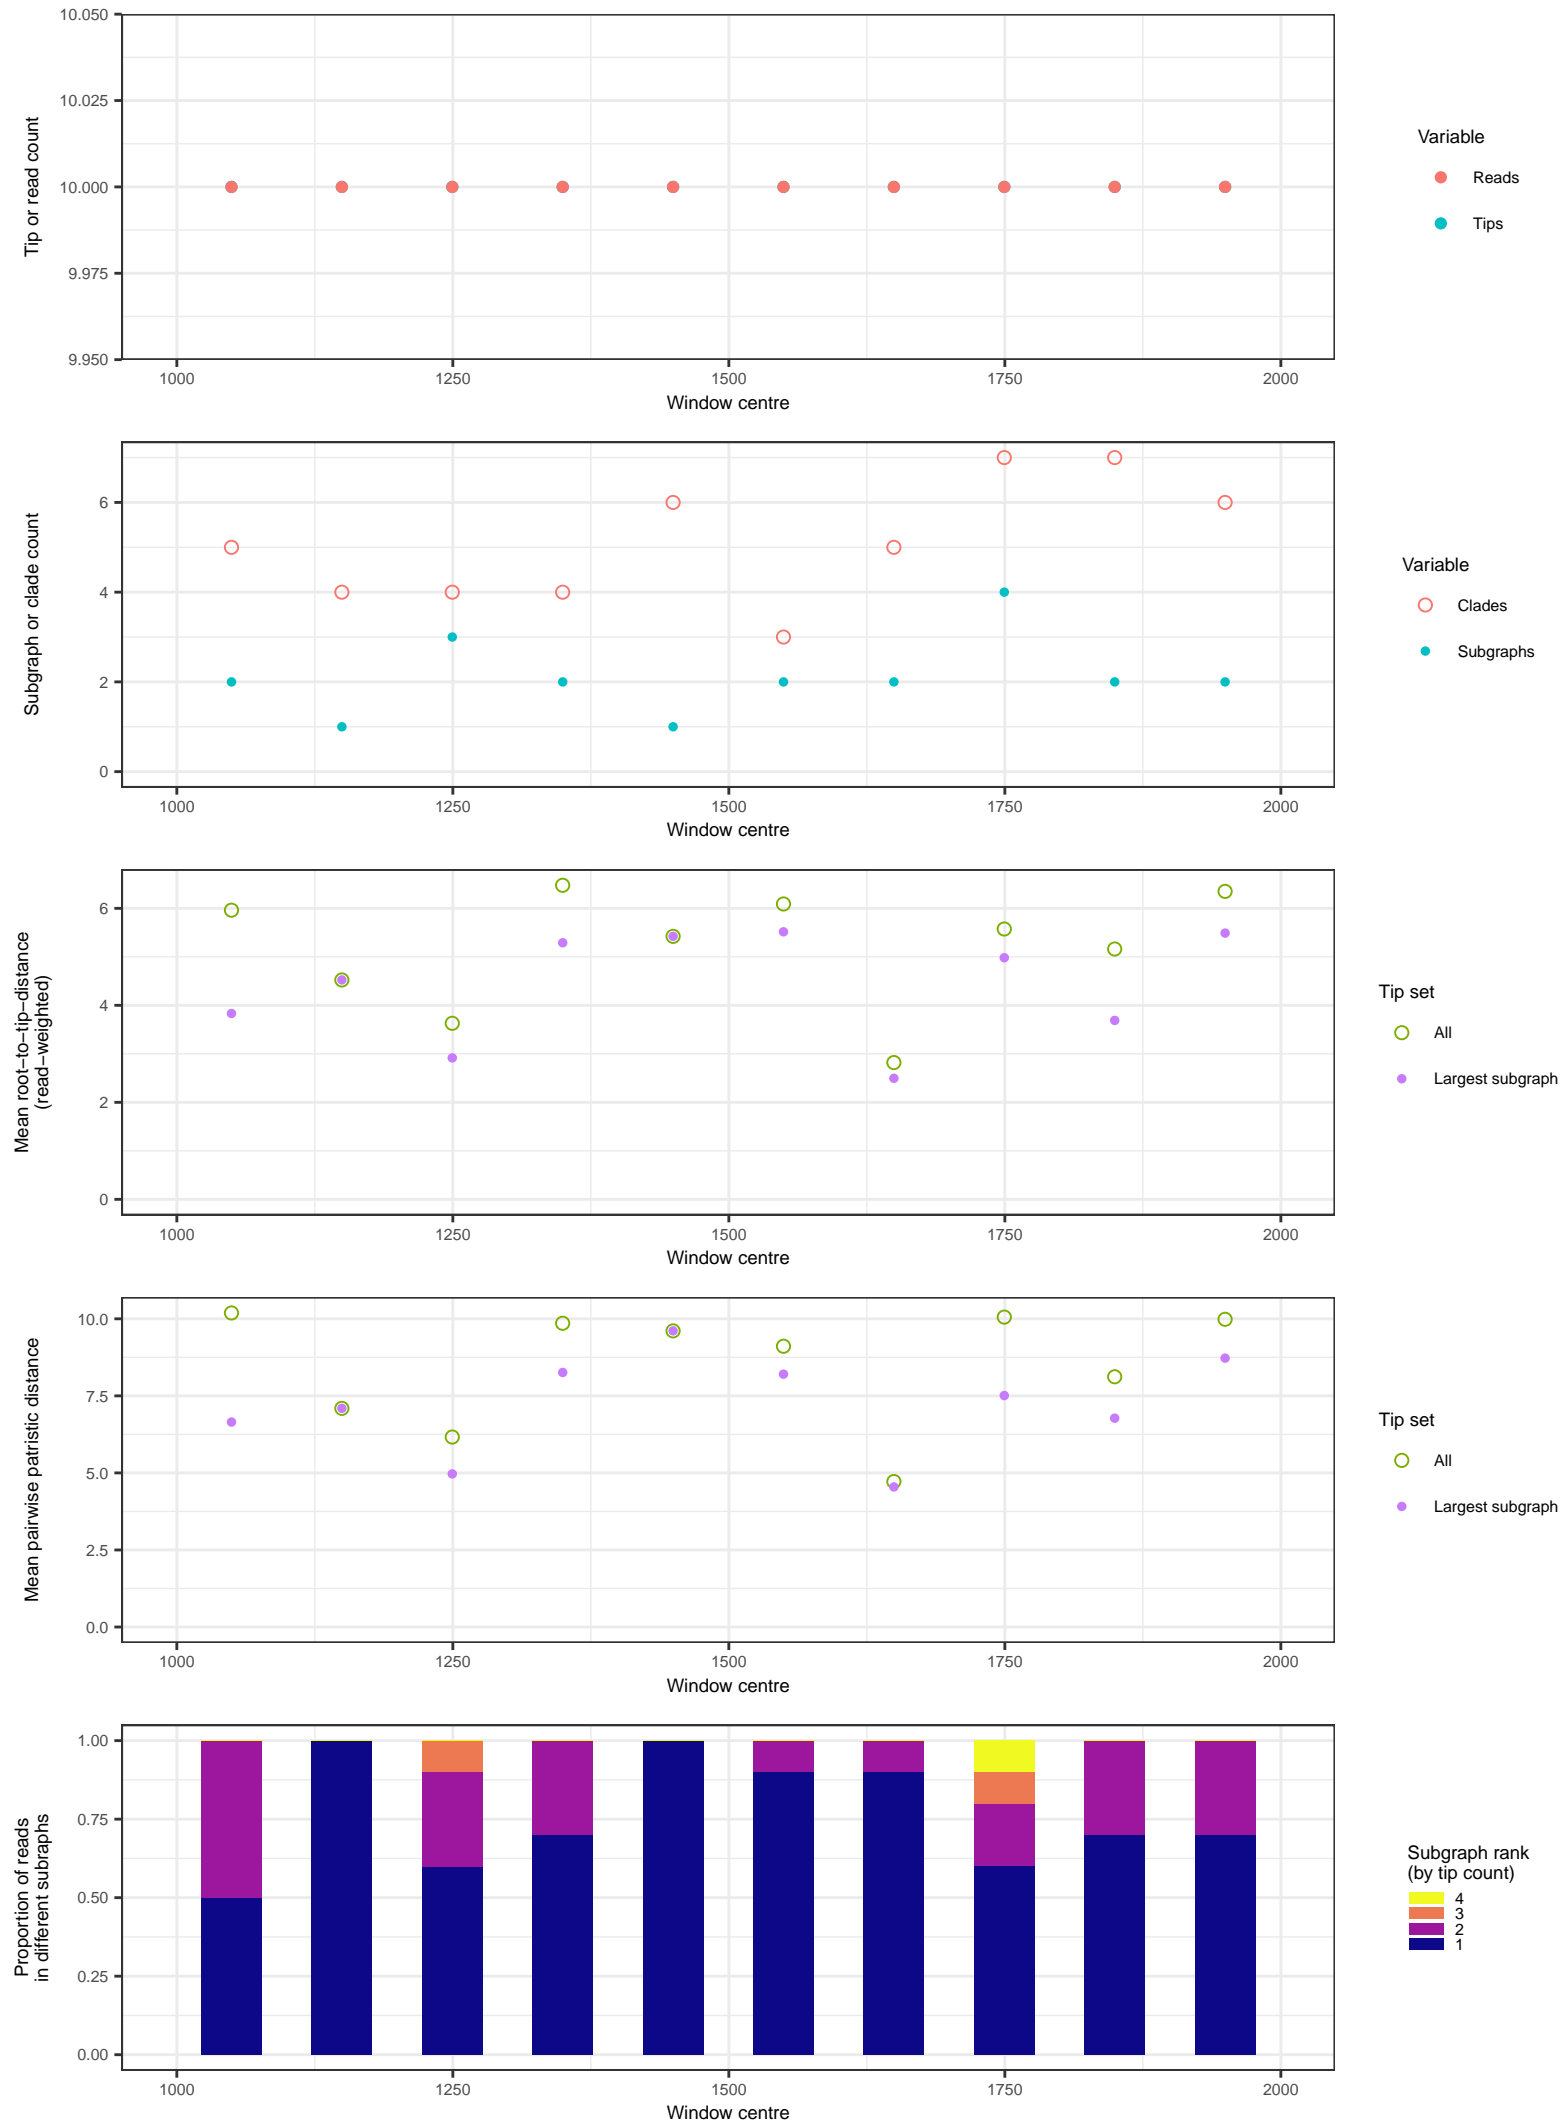 10.050
10.025
10.000
9.975
9.950
Tip or read count
1000 1250 1500 1750 2000
Window centre
Variable
Reads
Tips
6
4
2
0
Subgraph or clade count
1000 1250 1500 1750 2000
Window centre
Variable
Clades
Subgraphs
6
4
2
0
Mean root−to−tip−distance
(read−weighted)
1000 1250 1500 1750 2000
Window centre
Tip set
All
Largest subgraph
10.0
7.5
5.0
2.5
0.0
Mean pairwise patristic distance
1000 1250 1500 1750 2000
Window centre
Tip set
All
Largest subgraph
1.00
0.75
0.50
0.25
0.00
Proportion of reads
in different subraphs
1000 1250 1500 1750 2000
Window centre
Subgraph rank
(by tip count)
4
3
2
1